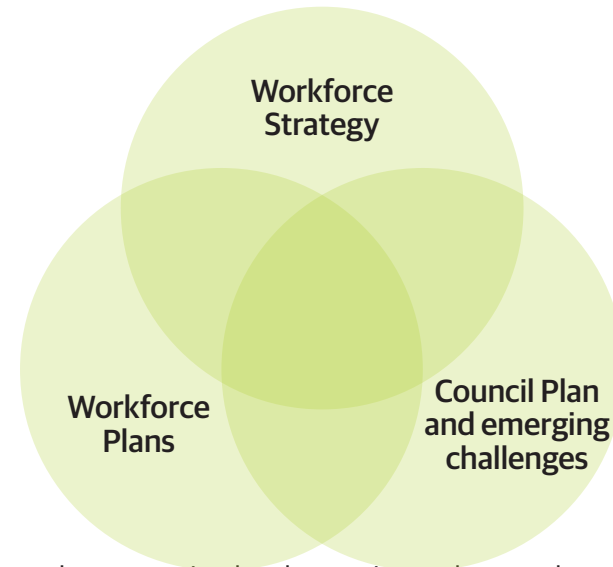 Workforce
Strategy
Workforce
Plans
Council Plan
and emerging
challenges